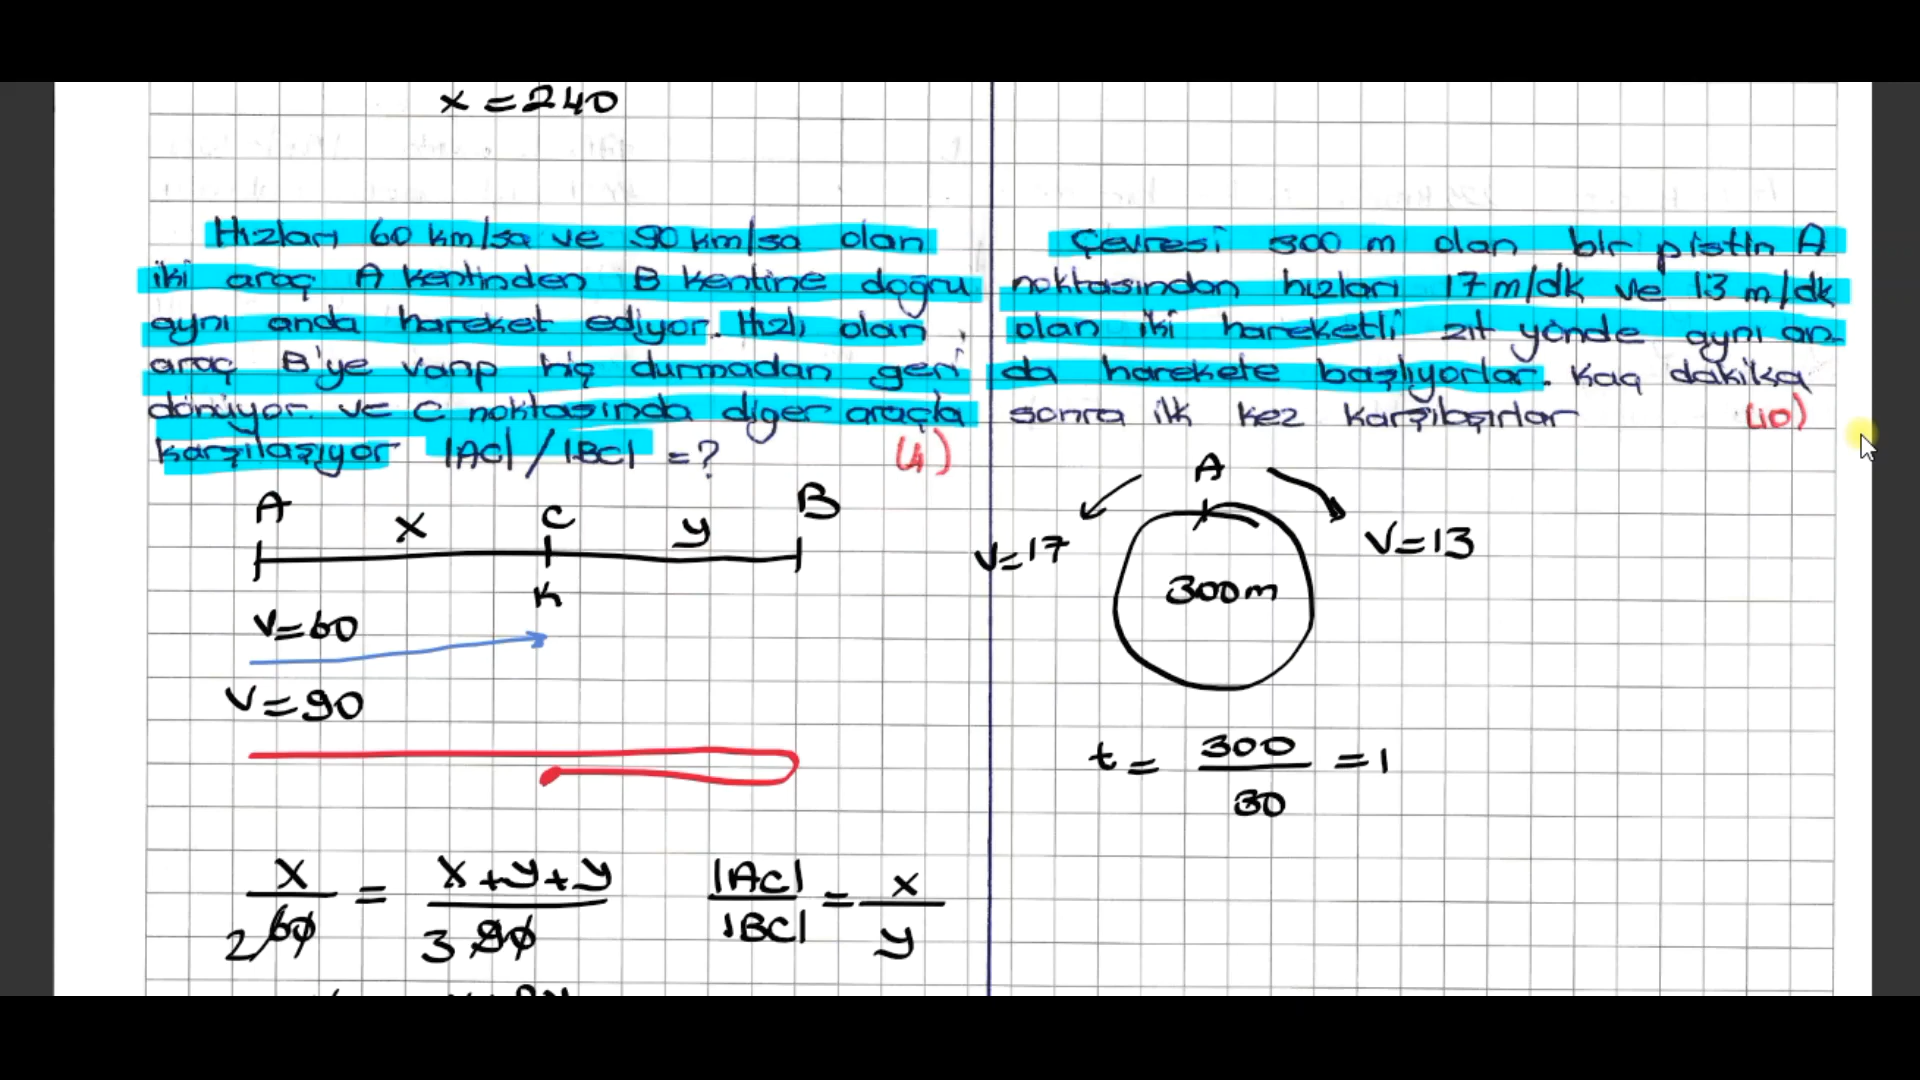 x = 240
Hızları 60 km/sa ve 90 km/sa olan
iki araç A kentinden B kentine doğru
aynı anda hareket ediyor. Hızlı olan
araç B'ye varıp hiç durmadan geri
dönüyor ve C noktasında diğer araçla
karşılaşıyor |AC| / |BC| = ? (4)
A x C y B
K
V=60
V=90
x/60 = x+y+y/90 |AC|/|BC| = x/y
2 3
Çevresi 300 m olan bir pistin A
noktasından hızları 17 m/dk ve 13 m/dk
olan iki hareketli zıt yönde aynı an-
da harekete başlıyorlar. Kaç dakika
sonra ilk kez karşılaşırlar (10)
A
V=17 V=13
300m
t = 300/30 = 1